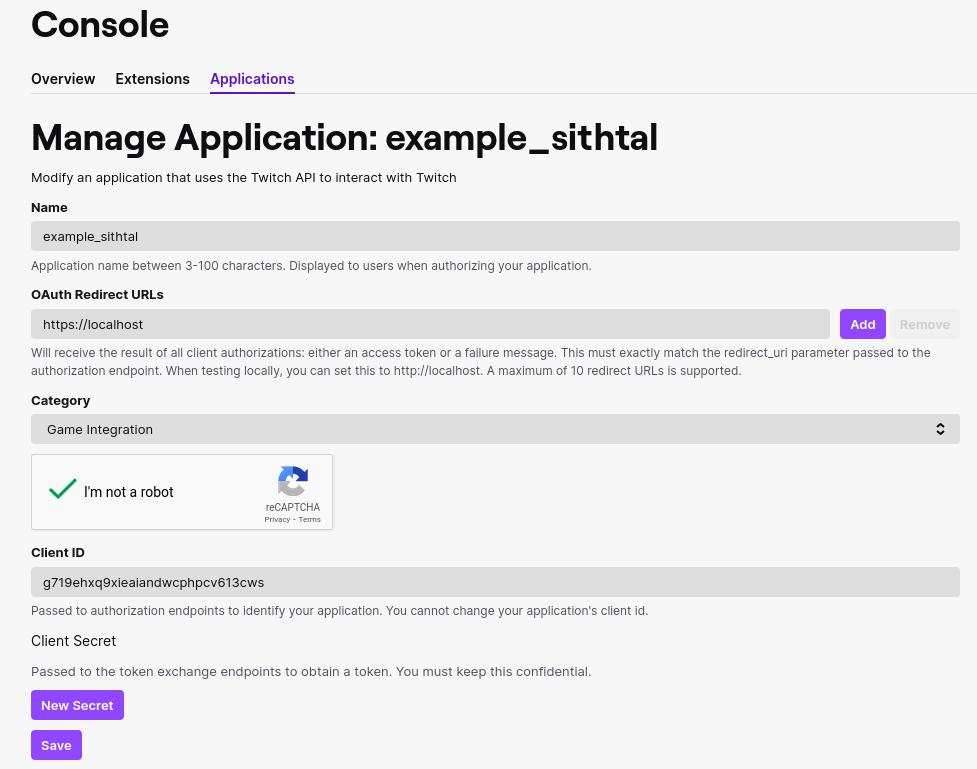 Console
Overview Extensions Applications
Manage Application: example_sithtal
Modify an application that uses the Twitch API to interact with Twitch
Name
example_sithtal
Application name between 3-100 characters. Displayed to users when authorizing your application.
OAuth Redirect URLs
https://localhost Add Remove
Will receive the result of all client authorizations: either an access token or a failure message. This must exactly match the redirect_uri parameter passed to the
authorization endpoint. When testing locally, you can set this to http://localhost. A maximum of 10 redirect URLs is supported.
Category
Game Integration
I'm not a robot
reCAPTCHA
Privacy - Terms
Client ID
g719ehxq9xieaiandwcphpcv613cws
Passed to authorization endpoints to identify your application. You cannot change your application's client id.
Client Secret
Passed to the token exchange endpoints to obtain a token. You must keep this confidential.
New Secret
Save